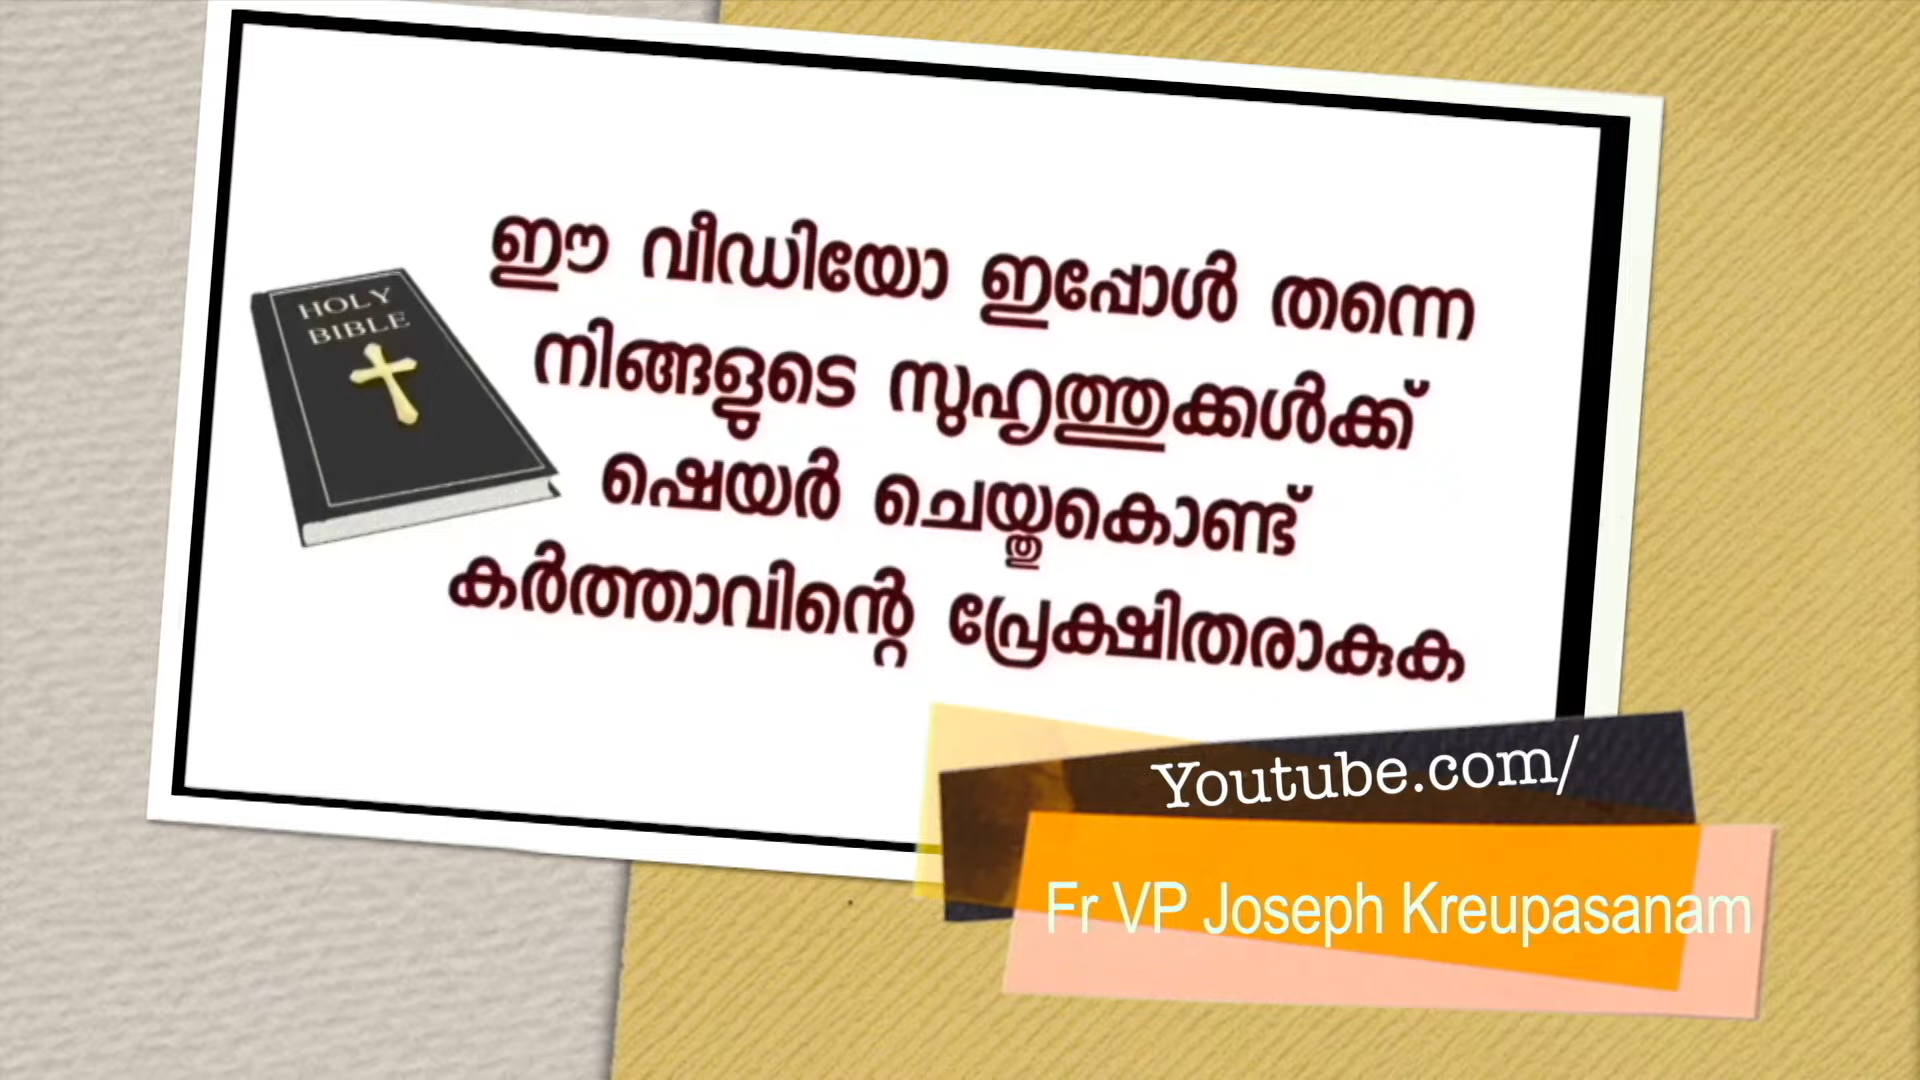 HOLY
BIBLE
ഈ വീഡിയോ ഇപ്പോൾ തന്നെ
നിങ്ങളുടെ സുഹൃത്തുക്കൾക്ക്
ഷെയർ ചെയ്തുകൊണ്ട്
കർത്താവിന്റെ പ്രേക്ഷിതരാകുക
Youtube.com/
Fr VP Joseph Kreupasanam